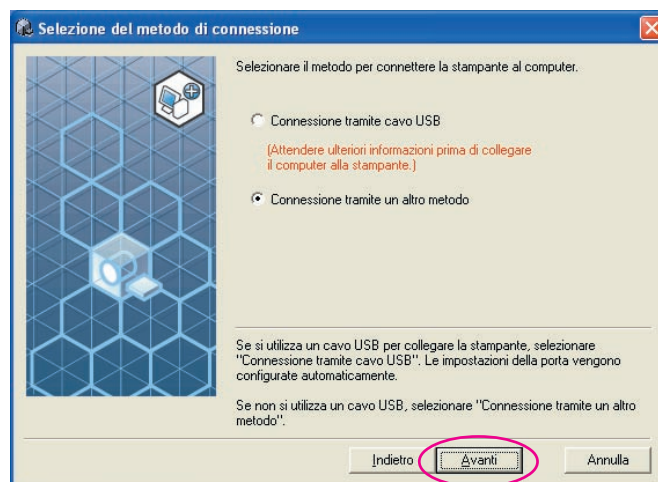 Selezione del metodo di connessione
Selezionare il metodo per connettere la stampante al computer.
Connessione tramite cavo USB
(Attendere ulteriori informazioni prima di collegare
il computer alla stampante.)
Connessione tramite un altro metodo
Se si utilizza un cavo USB per collegare la stampante, selezionare
"Connessione tramite cavo USB". Le impostazioni della porta vengono
configurate automaticamente.
Se non si utilizza un cavo USB, selezionare "Connessione tramite un altro
metodo".
Indietro
Avanti
Annulla